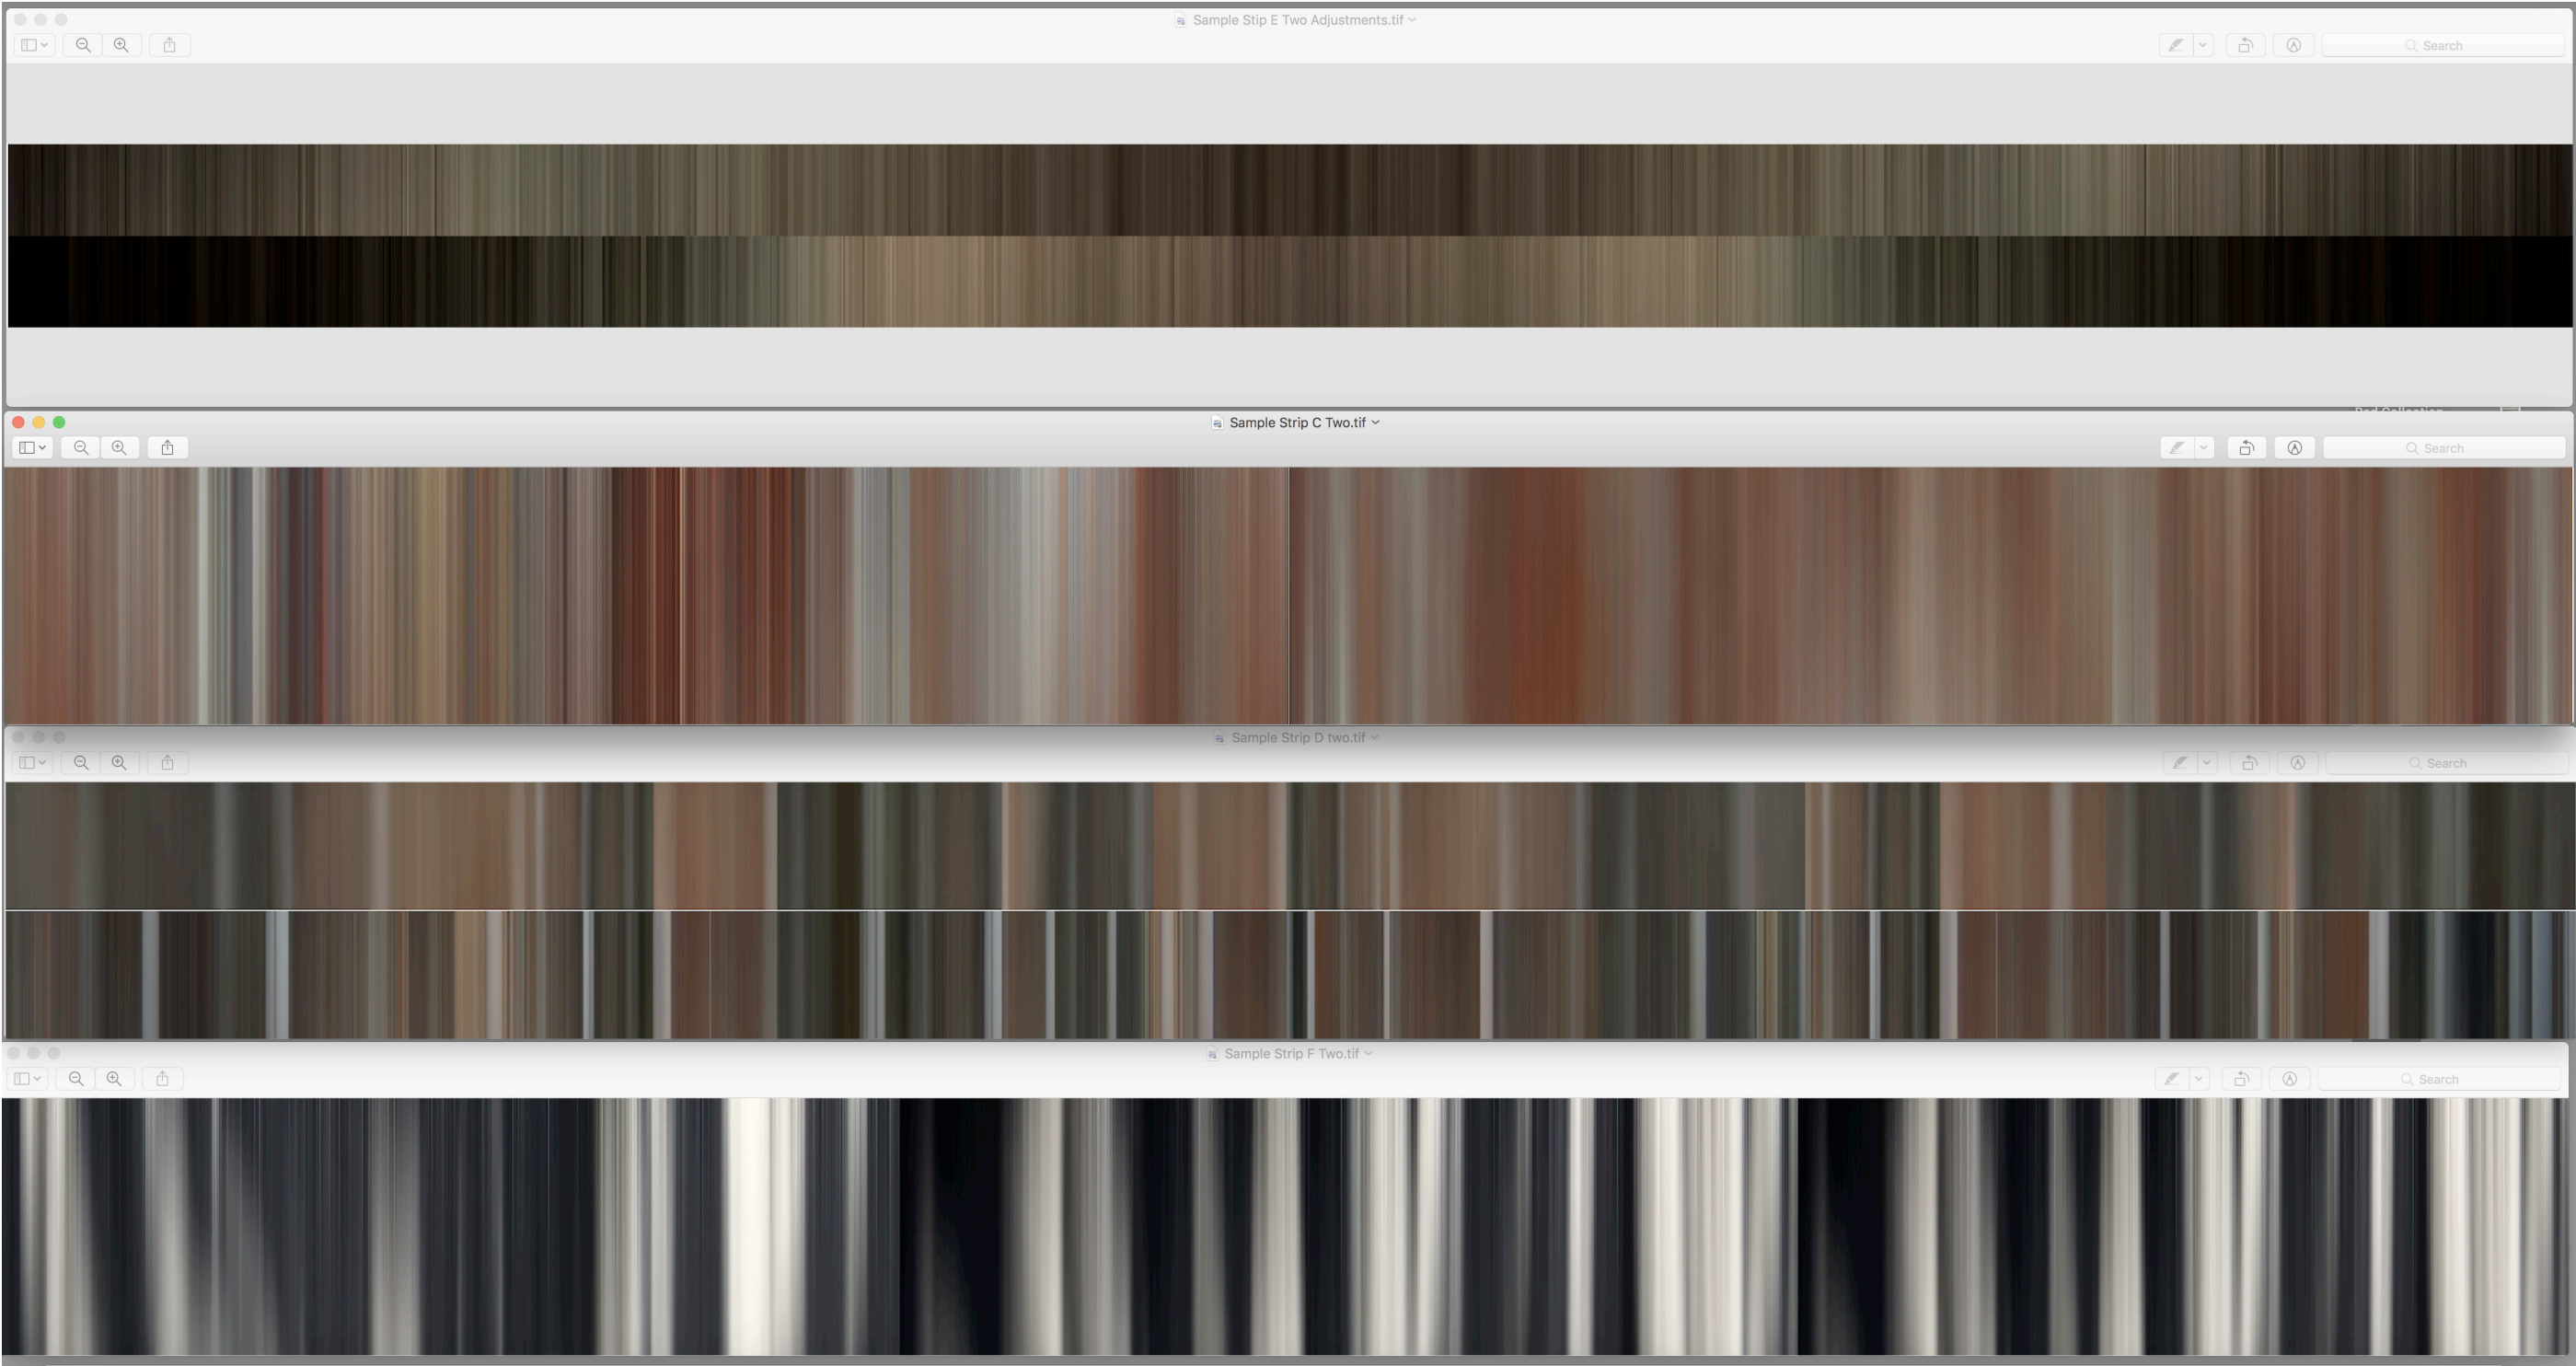 Sample Stip E Two Adjustments.tif
Search
Sample Strip C Two.tif
Search
Sample Strip D two.tif
Search
Sample Strip F Two.tif
Search